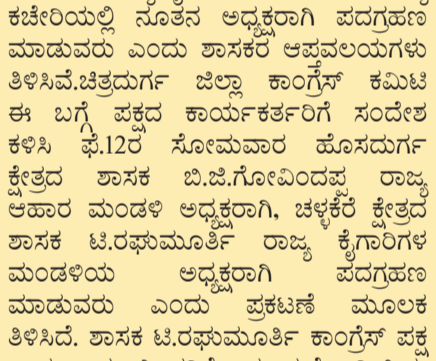 ಕಚೇರಿಯಲ್ಲಿ ನೂತನ ಅಧ್ಯಕ್ಷರಾಗಿ ಪದಗ್ರಹಣ
ಮಾಡುವರು ಎಂದು ಶಾಸಕರ ಆಪ್ತವಲಯಗಳು
ತಿಳಿಸಿವೆ.ಚಿತ್ರದುರ್ಗ ಜಿಲ್ಲಾ ಕಾಂಗ್ರೆಸ್ ಕಮಿಟಿ
ಈ ಬಗ್ಗೆ ಪಕ್ಷದ ಕಾರ್ಯಕರ್ತರಿಗೆ ಸಂದೇಶ
ಕಳಿಸಿ ಫೆ.12ರ ಸೋಮವಾರ ಹೊಸದುರ್ಗ
ಕ್ಷೇತ್ರದ ಶಾಸಕ ಬಿ.ಜಿ.ಗೋವಿಂದಪ್ಪ ರಾಜ್ಯ
ಆಹಾರ ಮಂಡಳಿ ಅಧ್ಯಕ್ಷರಾಗಿ, ಚಳ್ಳಕೆರೆ ಕ್ಷೇತ್ರದ
ಶಾಸಕ ಟಿ.ರಘುಮೂರ್ತಿ ರಾಜ್ಯ ಕೈಗಾರಿಗಳ
ಮಂಡಳಿಯ ಅಧ್ಯಕ್ಷರಾಗಿ ಪದಗ್ರಹಣ
ಮಾಡುವರು ಎಂದು ಪ್ರಕಟಣೆ ಮೂಲಕ
ತಿಳಿಸಿದೆ. ಶಾಸಕ ಟಿ.ರಘುಮೂರ್ತಿ ಕಾಂಗ್ರೆಸ್ ಪಕ್ಷ